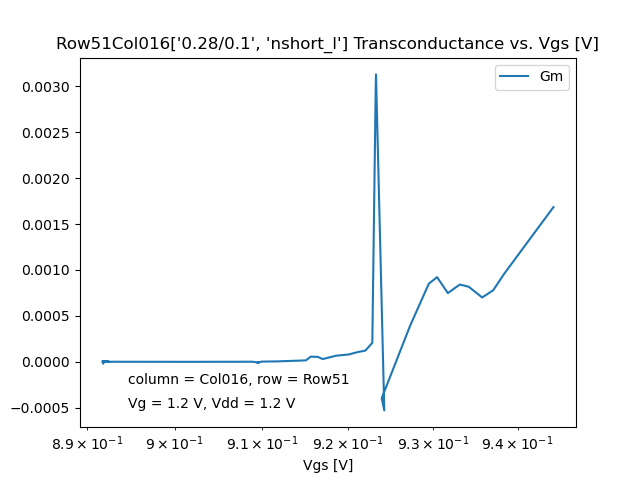 Row51Col016['0.28/0.1', 'nshort_l'] Transconductance vs. Vgs [V]
Gm
0.0030
0.0025
0.0020
0.0015
0.0010
0.0005
0.0000
−0.0005
column = Col016, row = Row51
Vg = 1.2 V, Vdd = 1.2 V
8.9 × 10⁻¹ 9 × 10⁻¹ 9.1 × 10⁻¹ 9.2 × 10⁻¹ 9.3 × 10⁻¹ 9.4 × 10⁻¹
Vgs [V]